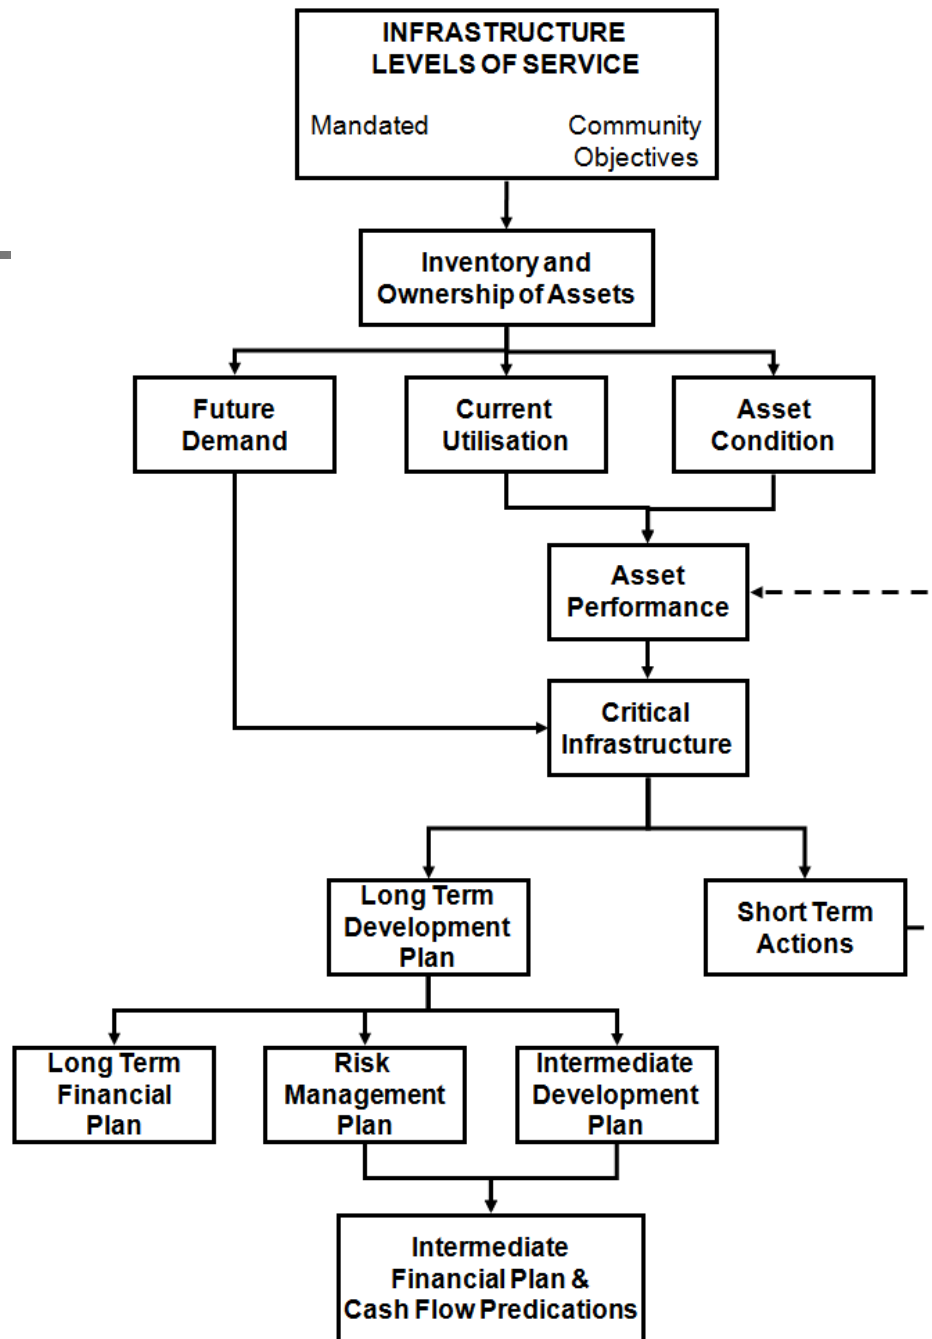 INFRASTRUCTURE
LEVELS OF SERVICE
Mandated
Community
Objectives
Inventory and
Ownership of Assets
Future
Demand
Current
Utilisation
Asset
Condition
Asset
Performance
Critical
Infrastructure
Long Term
Development
Plan
Short Term
Actions
Long Term
Financial
Plan
Risk
Management
Plan
Intermediate
Development
Plan
Intermediate
Financial Plan &
Cash Flow Predications